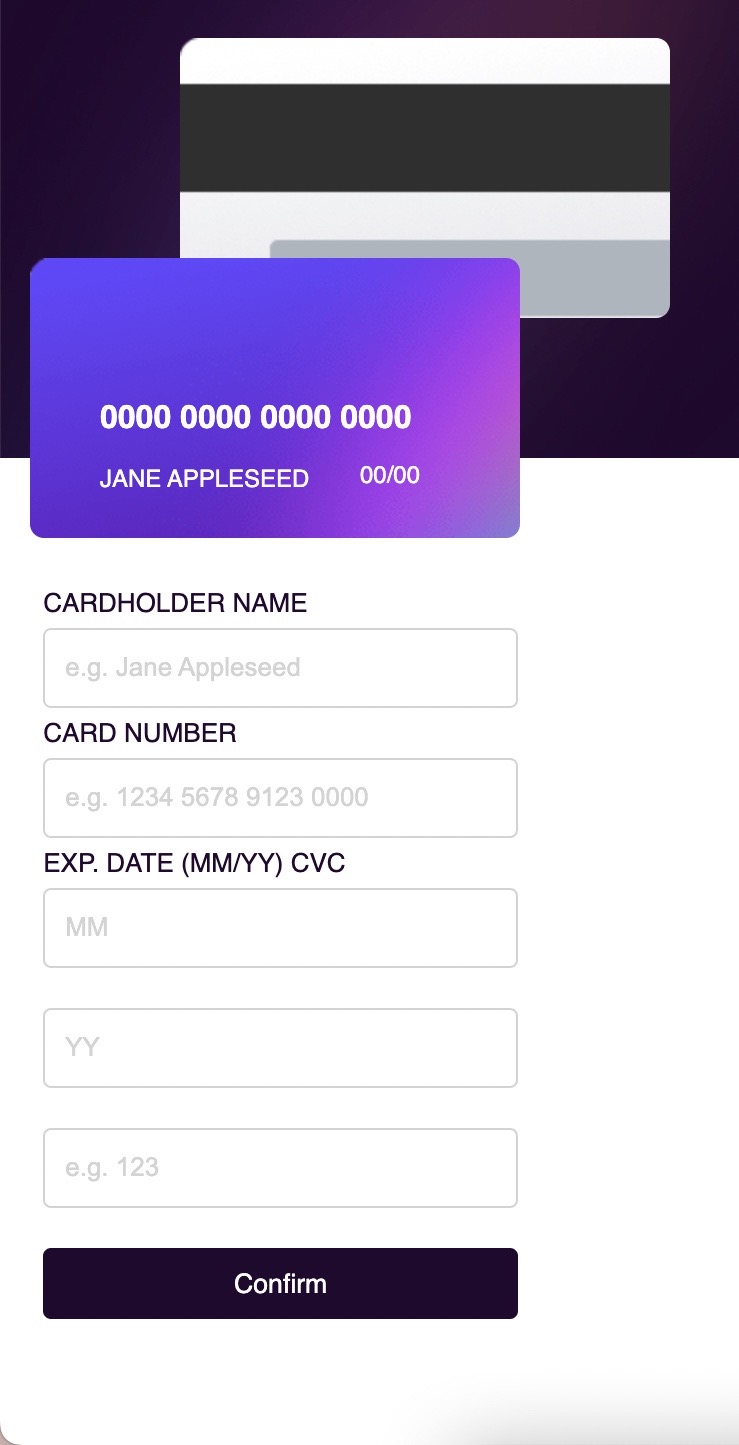 0000 0000 0000 0000
JANE APPLESEED 00/00
CARDHOLDER NAME
e.g. Jane Appleseed
CARD NUMBER
e.g. 1234 5678 9123 0000
EXP. DATE (MM/YY) CVC
MM
YY
e.g. 123
Confirm